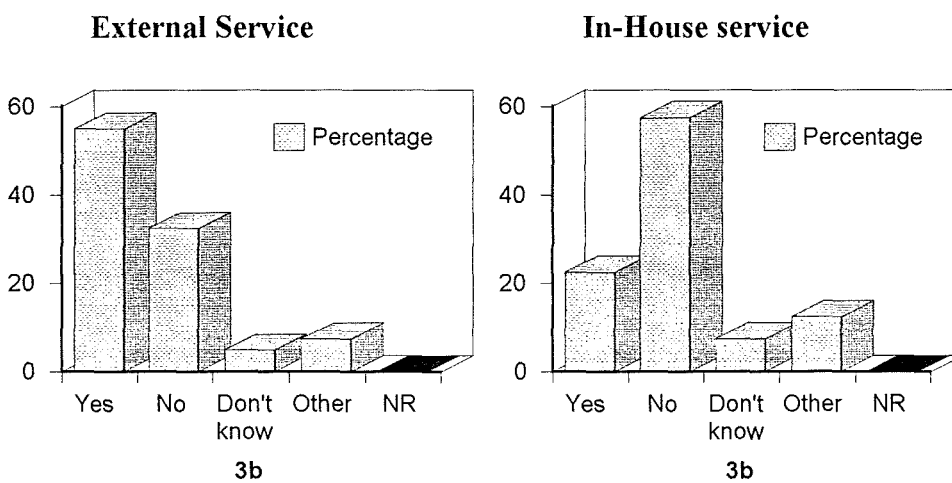 External Service
60
40
20
0
Percentage
Yes
No
Don't
know
Other
NR
3b
In-House service
60
40
20
0
Percentage
Yes
No
Don't
know
Other
NR
3b